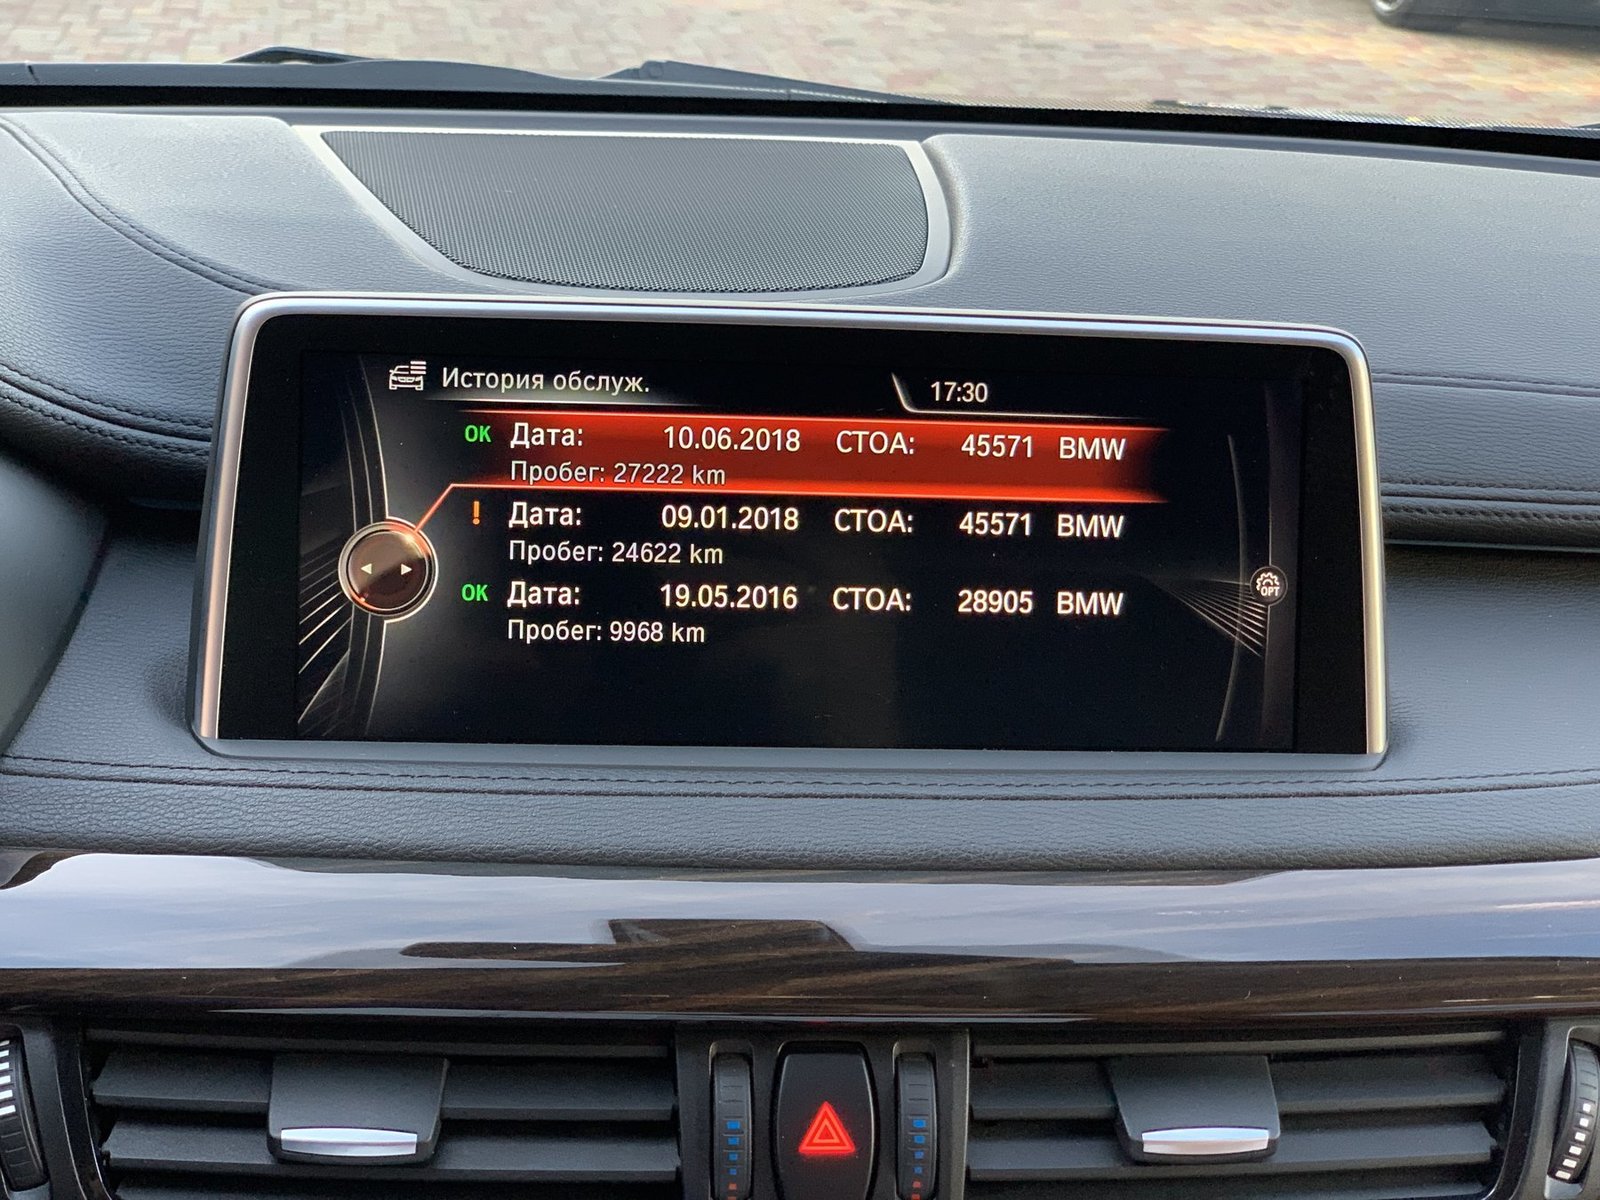 История обслуж.
17:30
OK Дата: 10.06.2018 СТОА: 45571 BMW
Пробег: 27222 km
! Дата: 09.01.2018 СТОА: 45571 BMW
Пробег: 24622 km
OK Дата: 19.05.2016 СТОА: 28905 BMW
Пробег: 9968 km
OPT